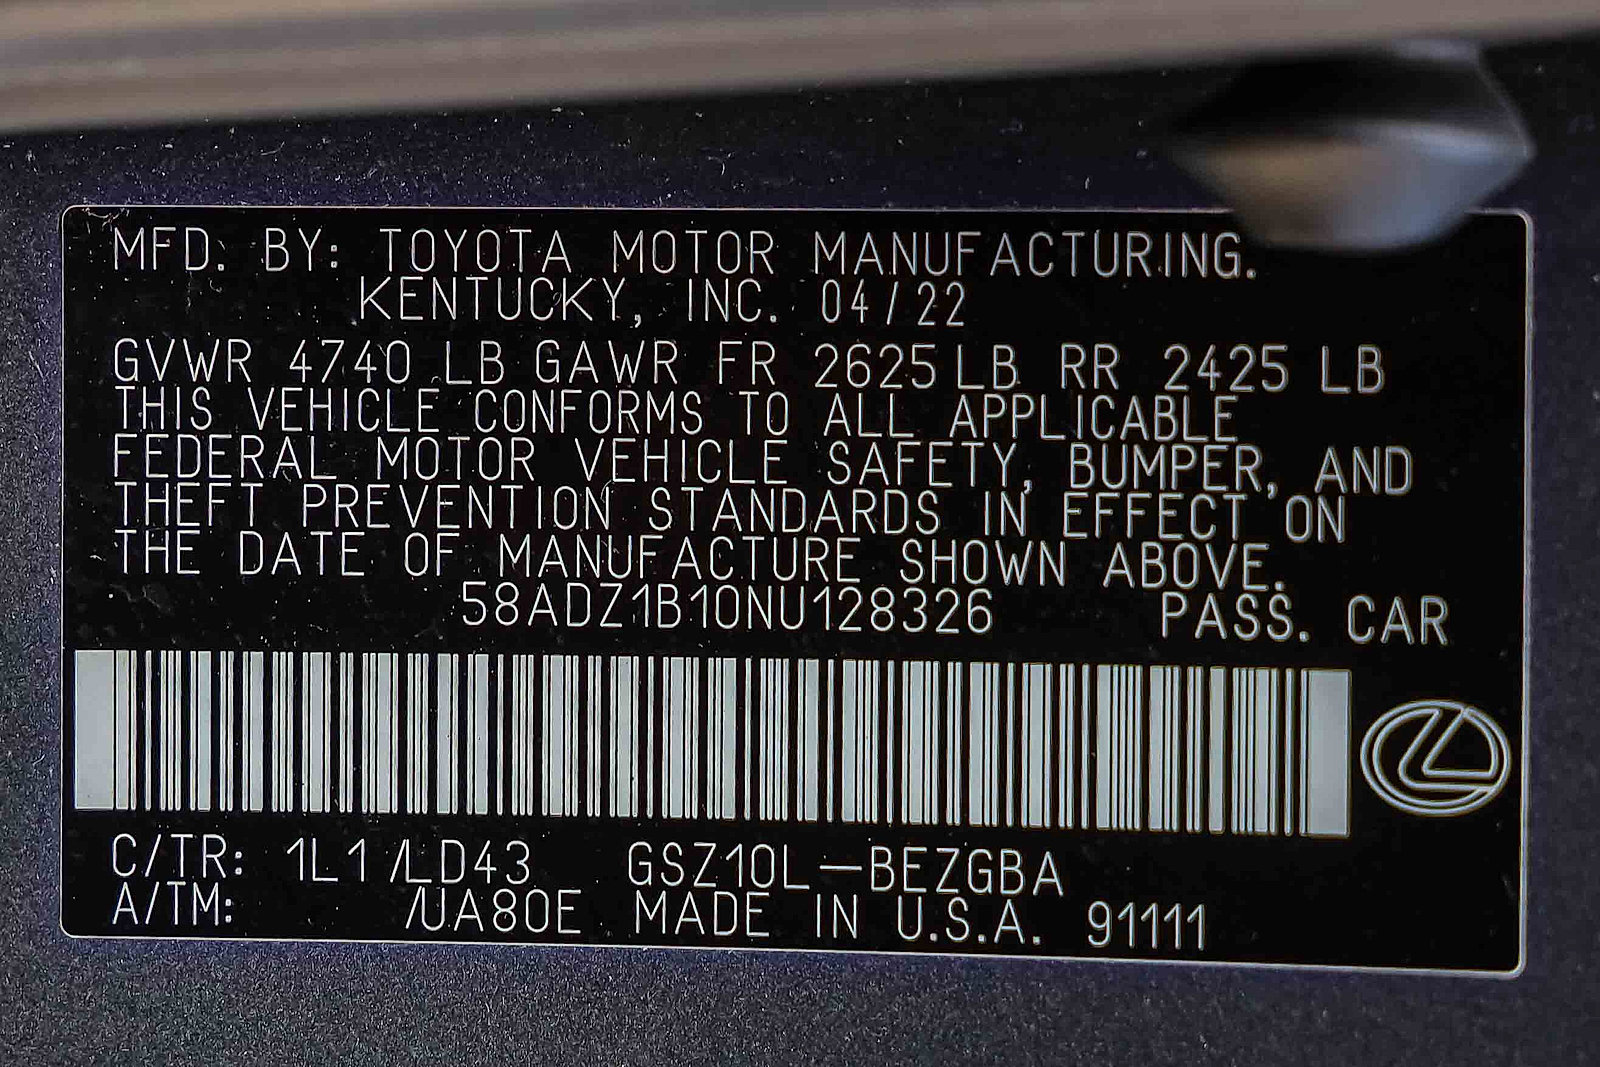 MFD. BY: TOYOTA MOTOR MANUFACTURING.
KENTUCKY, INC. 04/22
GVWR 4740 LB GAWR FR 2625 LB RR 2425 LB
THIS VEHICLE CONFORMS TO ALL APPLICABLE
FEDERAL MOTOR VEHICLE SAFETY, BUMPER, AND
THEFT PREVENTION STANDARDS IN EFFECT ON
THE DATE OF MANUFACTURE SHOWN ABOVE.
58ADZ1B10NU128326 PASS. CAR
C/TR: 1L1 /LD43 GSZ10L-BEZGBA
A/TM: /UA80E MADE IN U.S.A. 91111